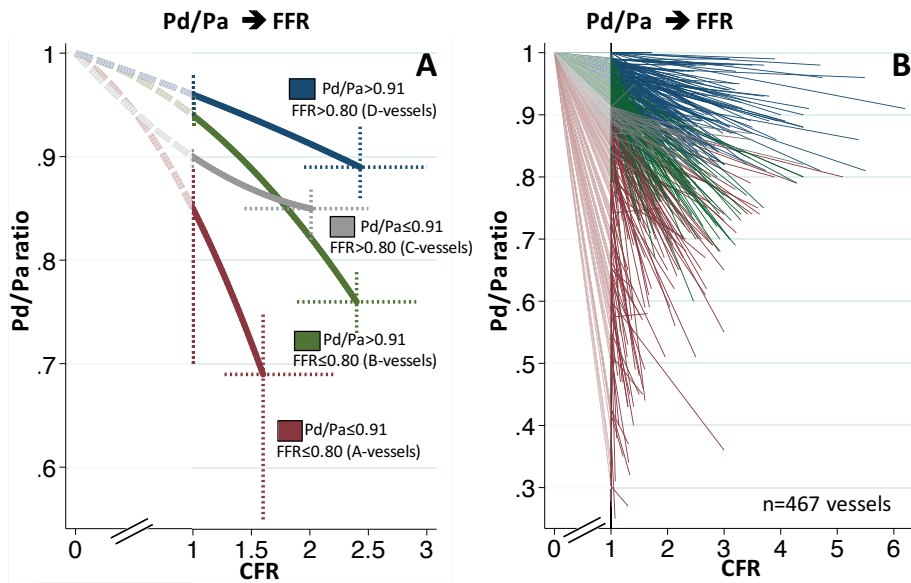 Pd/Pa → FFR
A
Pd/Pa ratio
1
.9
.8
.7
.6
Pd/Pa>0.91
FFR>0.80 (D-vessels)
Pd/Pa≤0.91
FFR>0.80 (C-vessels)
Pd/Pa>0.91
FFR≤0.80 (B-vessels)
Pd/Pa≤0.91
FFR≤0.80 (A-vessels)
0 1 1.5 2 2.5 3
CFR
Pd/Pa → FFR
B
Pd/Pa ratio
1
.9
.8
.7
.6
.5
.4
.3
n=467 vessels
0 1 2 3 4 5 6
CFR